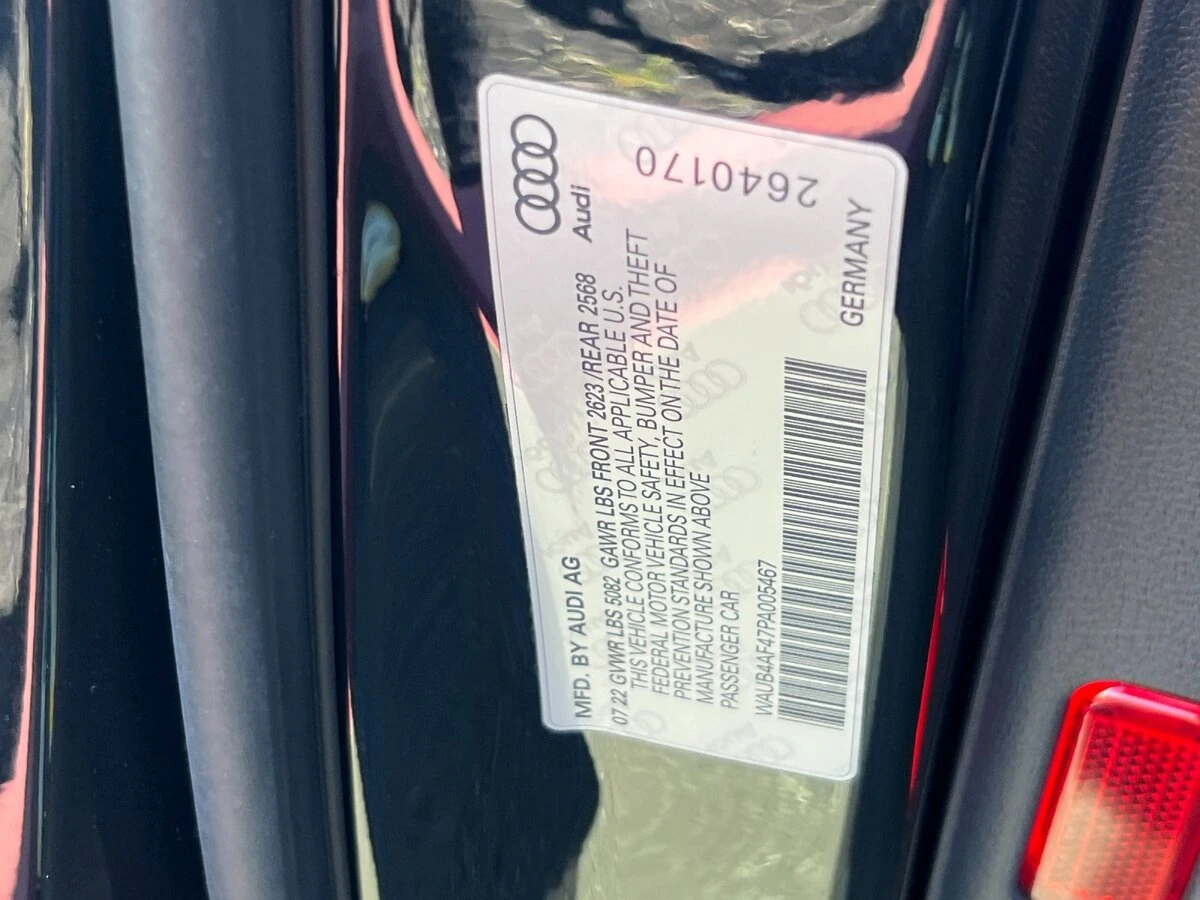 Audi
2640170
MFD. BY AUDI AG
07 22 GVWR LBS 5082 GAWR LBS FRONT 2623 /REAR 2568
THIS VEHICLE CONFORMS TO ALL APPLICABLE U.S.
FEDERAL MOTOR VEHICLE SAFETY, BUMPER AND THEFT
PREVENTION STANDARDS IN EFFECT ON THE DATE OF
MANUFACTURE SHOWN ABOVE
PASSENGER CAR
WAUB4AF47PA005467
GERMANY